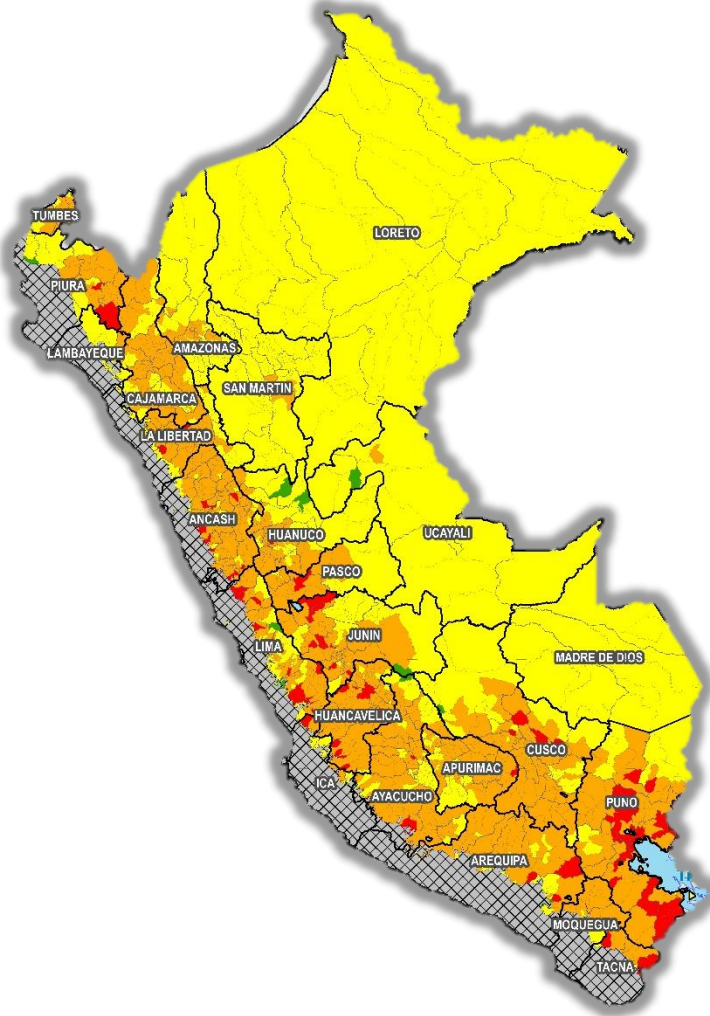 LORETO
TUMBES
PIURA
LAMBAYEQUE
AMAZONAS
SAN MARTIN
CAJAMARCA
LA LIBERTAD
ANCASH
HUANUCO
UCAYALI
PASCO
JUNIN
LIMA
MADRE DE DIOS
HUANCAVELICA
CUSCO
APURIMAC
ICA
AYACUCHO
PUNO
AREQUIPA
MOQUEGUA
TACNA